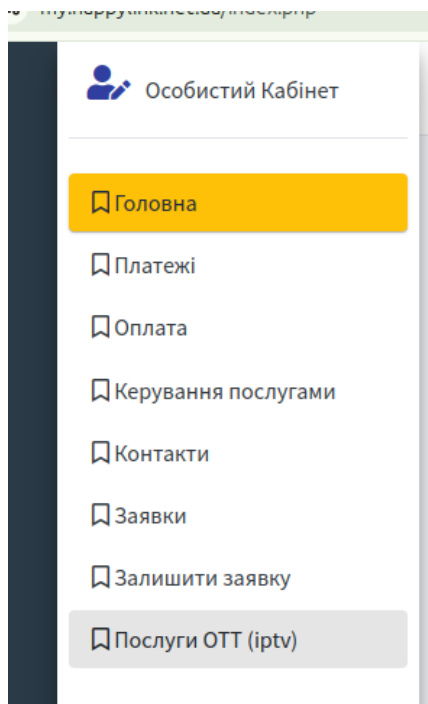 Особистий Кабінет
Головна
Платежі
Оплата
Керування послугами
Контакти
Заявки
Залишити заявку
Послуги ОТТ (iptv)